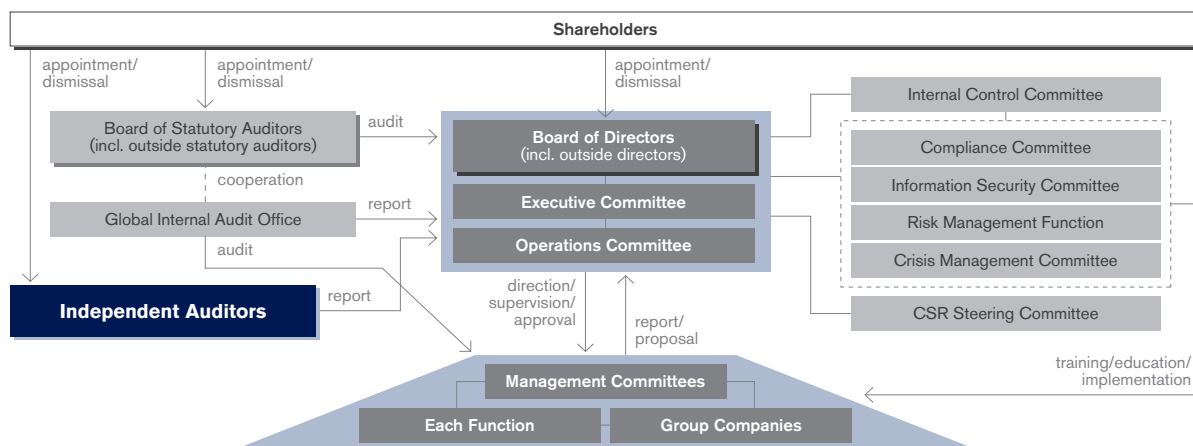 Shareholders
appointment/
dismissal
appointment/
dismissal
appointment/
dismissal
Board of Statutory Auditors
(incl. outside statutory auditors)
audit
Board of Directors
(incl. outside directors)
Internal Control Committee
Compliance Committee
cooperation
Information Security Committee
Global Internal Audit Office
report
Executive Committee
Risk Management Function
audit
Operations Committee
Crisis Management Committee
Independent Auditors
report
direction/
supervision/
approval
report/
proposal
CSR Steering Committee
training/education/
implementation
Management Committees
Each Function
Group Companies